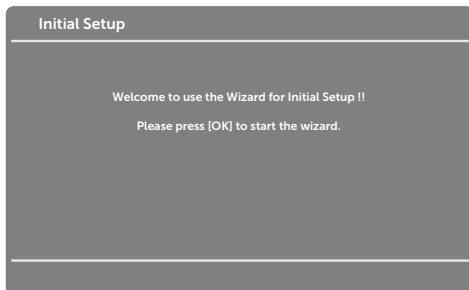 Initial Setup
Welcome to use the Wizard for Initial Setup !!
Please press [OK] to start the wizard.